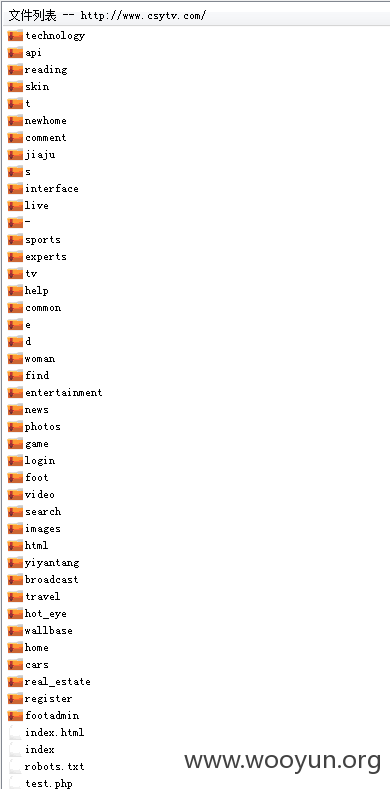 文件列表 -- http://www.csytv.com/
technology
api
reading
skin
t
newhome
comment
jiaju
s
interface
live
-
sports
experts
tv
help
common
e
d
woman
find
entertainment
news
photos
game
login
foot
video
search
images
html
yiyantang
broadcast
travel
hot_eye
wallbase
home
cars
real_estate
register
footadmin
index.html
index
robots.txt
test.php
www.wooyun.org